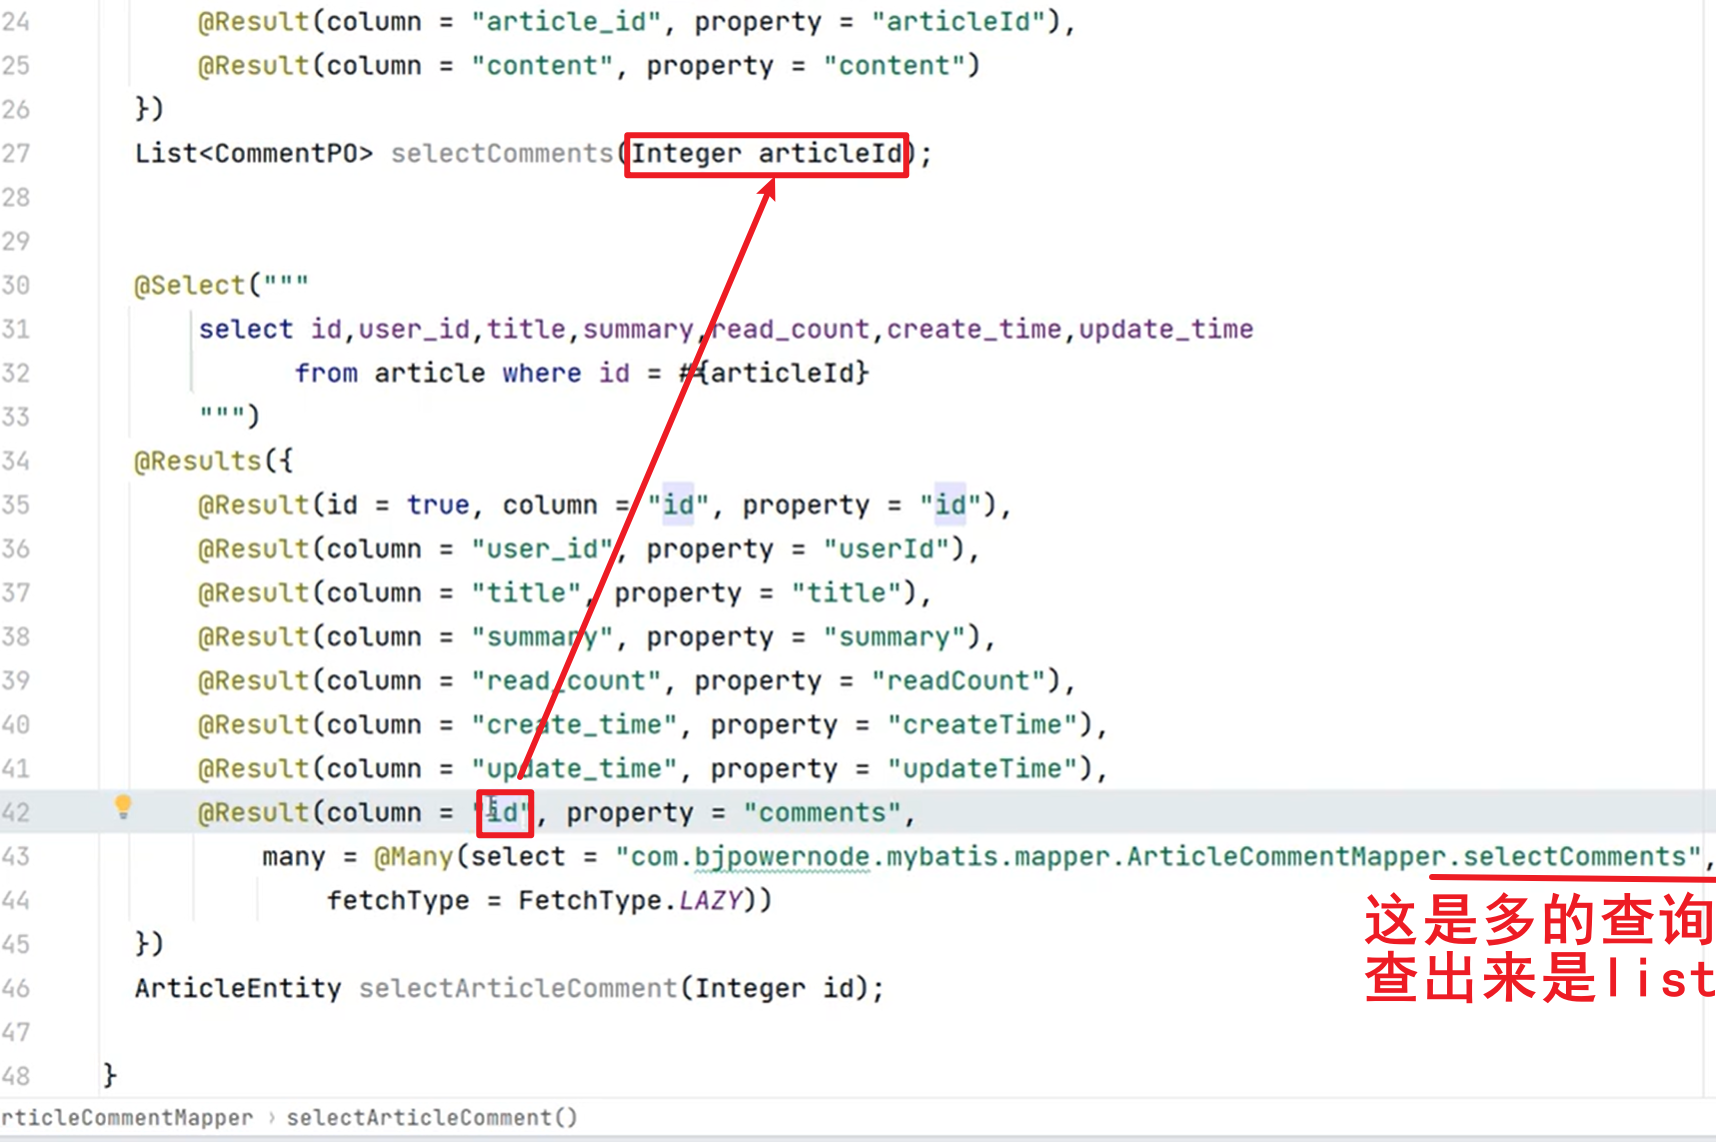 24 @Result(column = "article_id", property = "articleId"),
25 @Result(column = "content", property = "content")
26 })
27 List<CommentPO> selectComments(Integer articleId);
28
29
30 @Select("""
31 select id,user_id,title,summary,read_count,create_time,update_time
32 from article where id = #{articleId}
33 """)
34 @Results({
35 @Result(id = true, column = "id", property = "id"),
36 @Result(column = "user_id", property = "userId"),
37 @Result(column = "title", property = "title"),
38 @Result(column = "summary", property = "summary"),
39 @Result(column = "read_count", property = "readCount"),
40 @Result(column = "create_time", property = "createTime"),
41 @Result(column = "update_time", property = "updateTime"),
42 @Result(column = "id", property = "comments",
43 many = @Many(select = "com.bjpowernode.mybatis.mapper.ArticleCommentMapper.selectComments",
44 fetchType = FetchType.LAZY))
这是多的查询
查出来是list
45 })
46 ArticleEntity selectArticleComment(Integer id);
47
48 }
rticleCommentMapper › selectArticleComment()